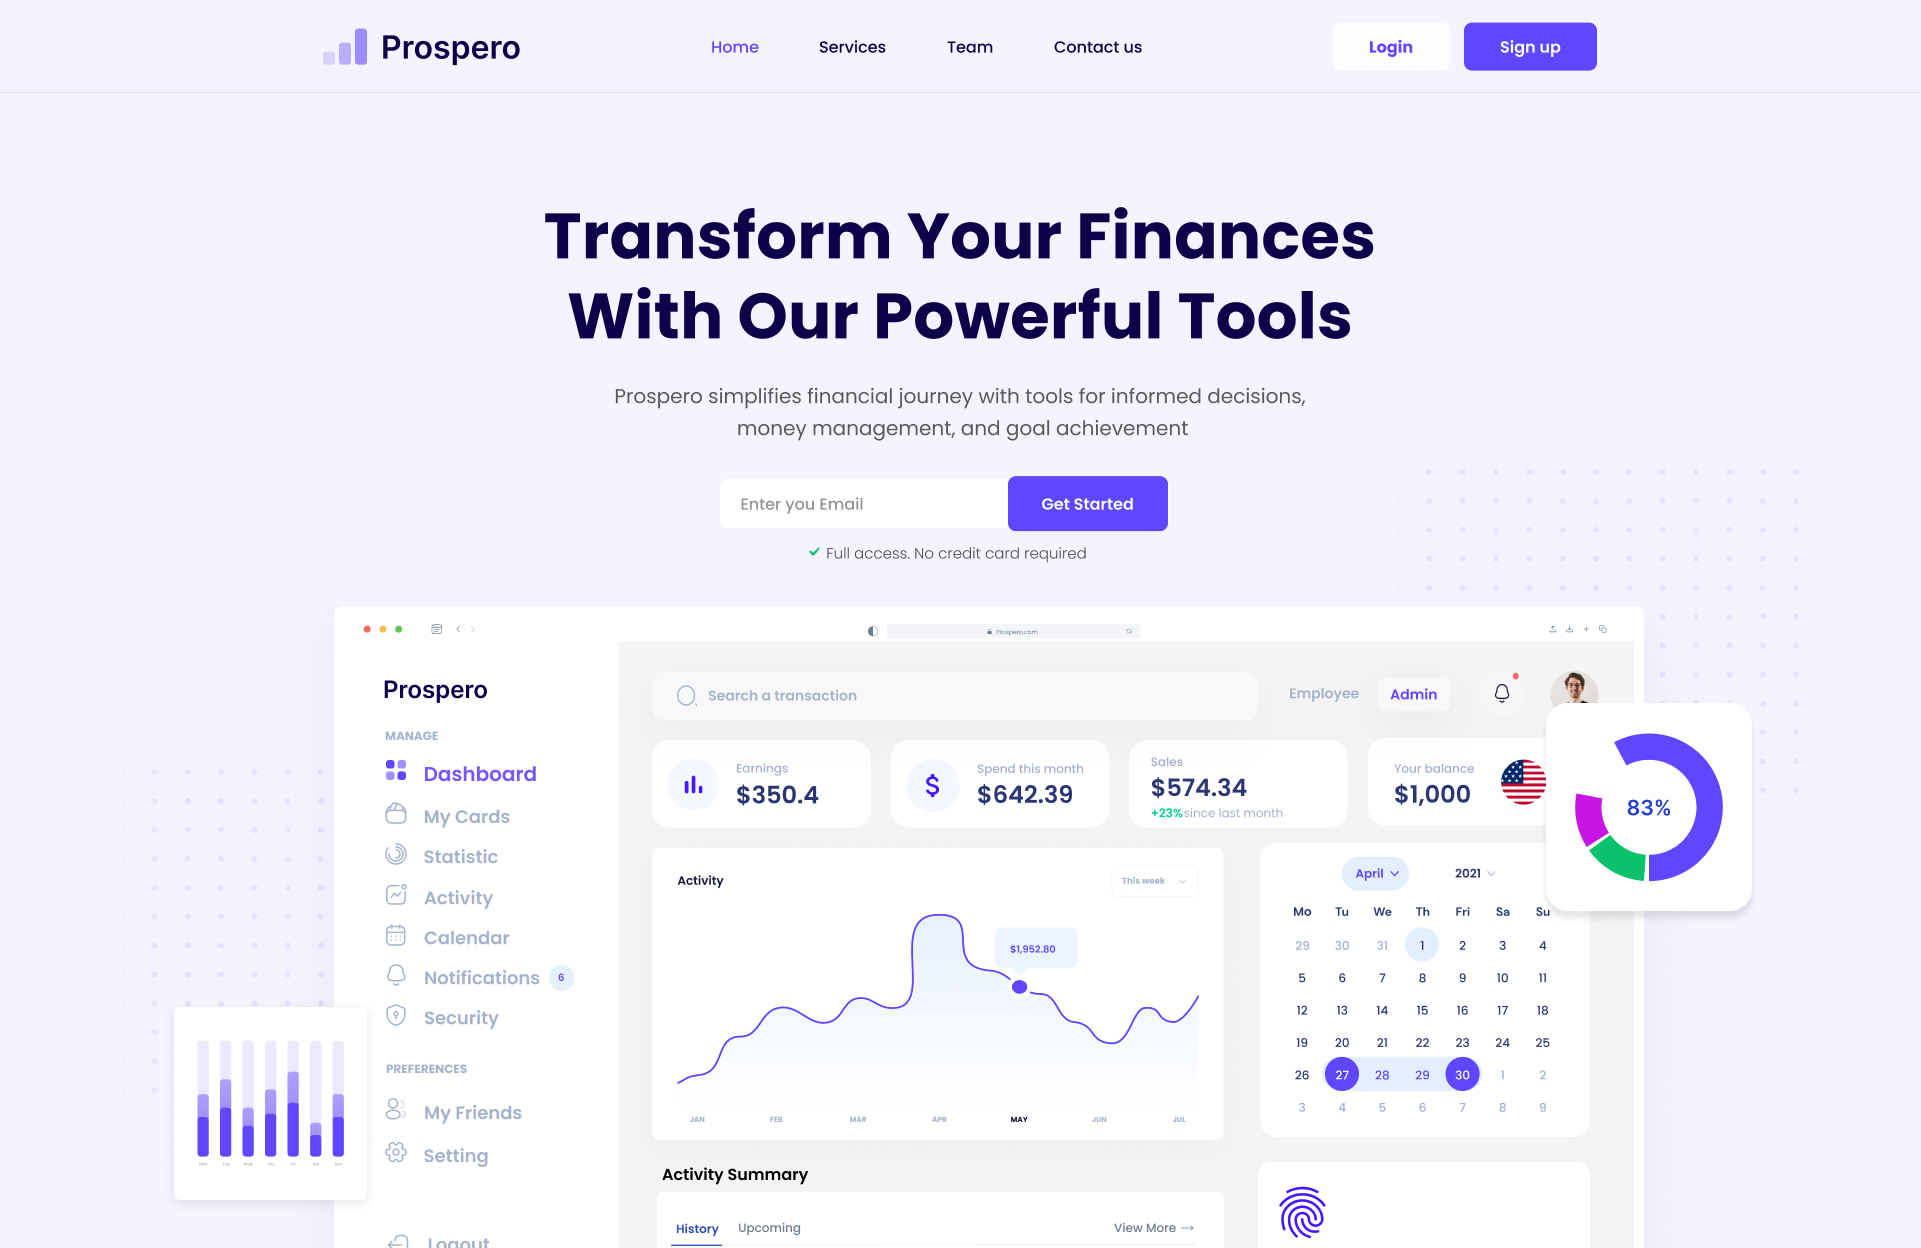 Prospero
Home Services Team Contact us
Login
Sign up
Transform Your Finances
With Our Powerful Tools
Prospero simplifies financial journey with tools for informed decisions,
money management, and goal achievement
Enter you Email
Get Started
Full access. No credit card required
Prospero.com
Prospero
MANAGE
Dashboard
My Cards
Statistic
Activity
Calendar
Notifications 6
Security
PREFERENCES
My Friends
Setting
Logout
Search a transaction
Employee
Admin
Earnings
$350.4
Spend this month
$642.39
Sales
$574.34
+23% since last month
Your balance
$1,000
83%
Activity
This week
$1,952.80
JAN FEB MAR APR MAY JUN JUL
April 2021
Mo Tu We Th Fri Sa Su
29 30 31 1 2 3 4
5 6 7 8 9 10 11
12 13 14 15 16 17 18
19 20 21 22 23 24 25
26 27 28 29 30 1 2
3 4 5 6 7 8 9
Mon Tue Wed Thu Fri Sat Sun
Activity Summary
History Upcoming View More